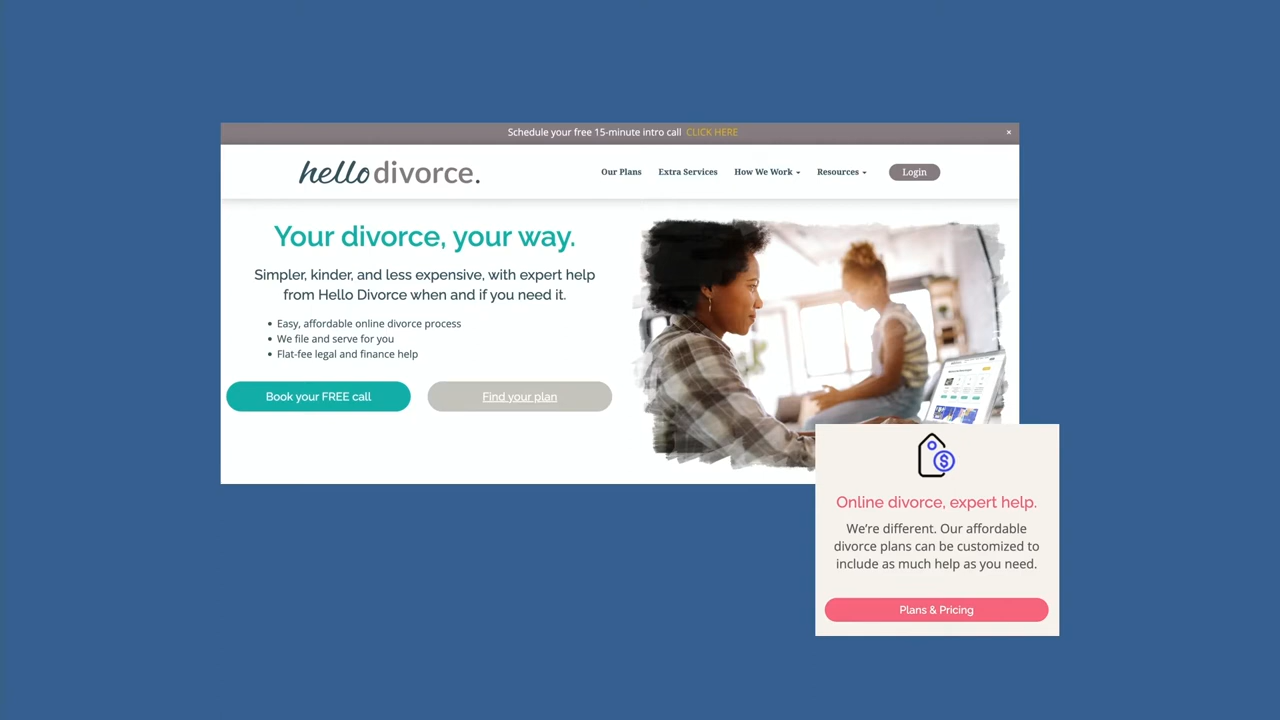 Schedule your free 15-minute intro call CLICK HERE ×
hello divorce.
Our Plans Extra Services How We Work Resources Login
Your divorce, your way.
Simpler, kinder, and less expensive, with expert help
from Hello Divorce when and if you need it.
• Easy, affordable online divorce process
• We file and serve for you
• Flat-fee legal and finance help
Book your FREE call
Find your plan
$
Online divorce, expert help.
We’re different. Our affordable
divorce plans can be customized to
include as much help as you need.
Plans & Pricing